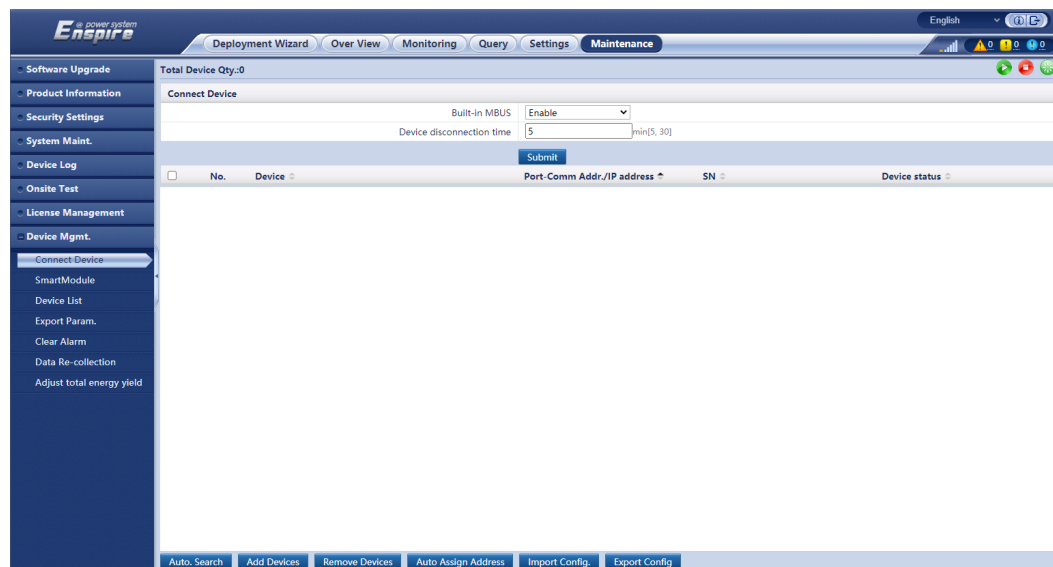 Enspire e power system
English
Deployment Wizard Over View Monitoring Query Settings Maintenance
0 0 0
Software Upgrade
Product Information
Security Settings
System Maint.
Device Log
Onsite Test
License Management
Device Mgmt.
Connect Device
SmartModule
Device List
Export Param.
Clear Alarm
Data Re-collection
Adjust total energy yield
Total Device Qty.:0
Connect Device
Built-in MBUS Enable
Device disconnection time 5 min[5, 30]
Submit
No. Device Port-Comm Addr./IP address SN Device status
Auto. Search Add Devices Remove Devices Auto Assign Address Import Config. Export Config